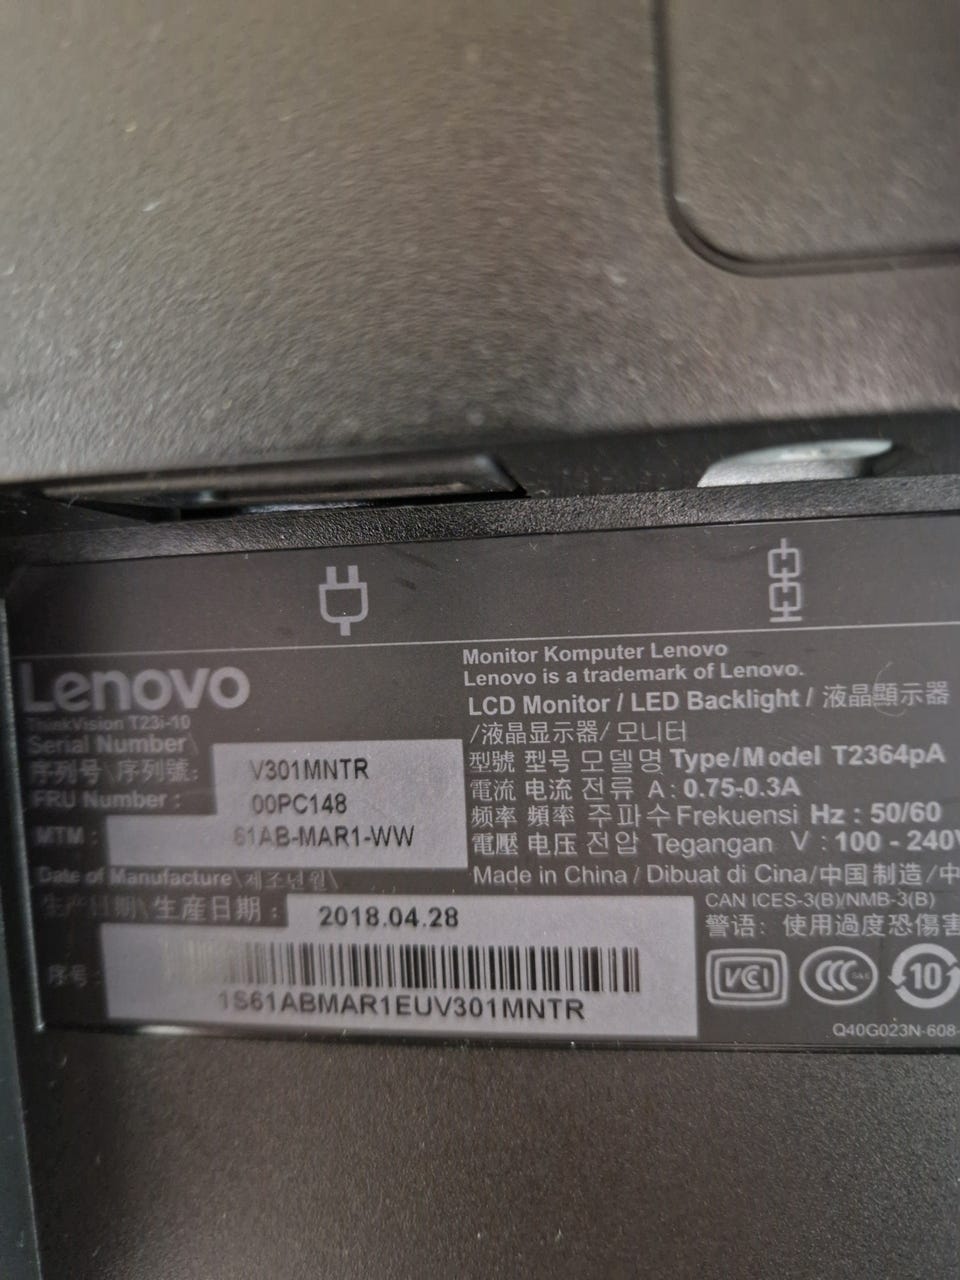 Lenovo
ThinkVision T23i-10
Serial Number\
序列号\序列號:
V301MNTR
FRU Number :
00PC148
MTM :
61AB-MAR1-WW
Date of Manufacture\제조년월\
生产日期\生産日期 :
2018.04.28
序号:
1S61ABMAR1EUV301MNTR
Monitor Komputer Lenovo
Lenovo is a trademark of Lenovo.
LCD Monitor / LED Backlight / 液晶顯示器
/液晶显示器/ 모니터
型號 型号 모델명 Type/Model T2364pA
電流 电流 전류 A : 0.75-0.3A
频率 頻率 주파수 Frekuensi Hz : 50/60
電壓 电压 전압 Tegangan V : 100 - 240V
Made in China / Dibuat di Cina/中国制造/中
CAN ICES-3(B)/NMB-3(B)
警语: 使用過度恐傷害
VCCI
CCC S&E
10
Q40G023N-608-